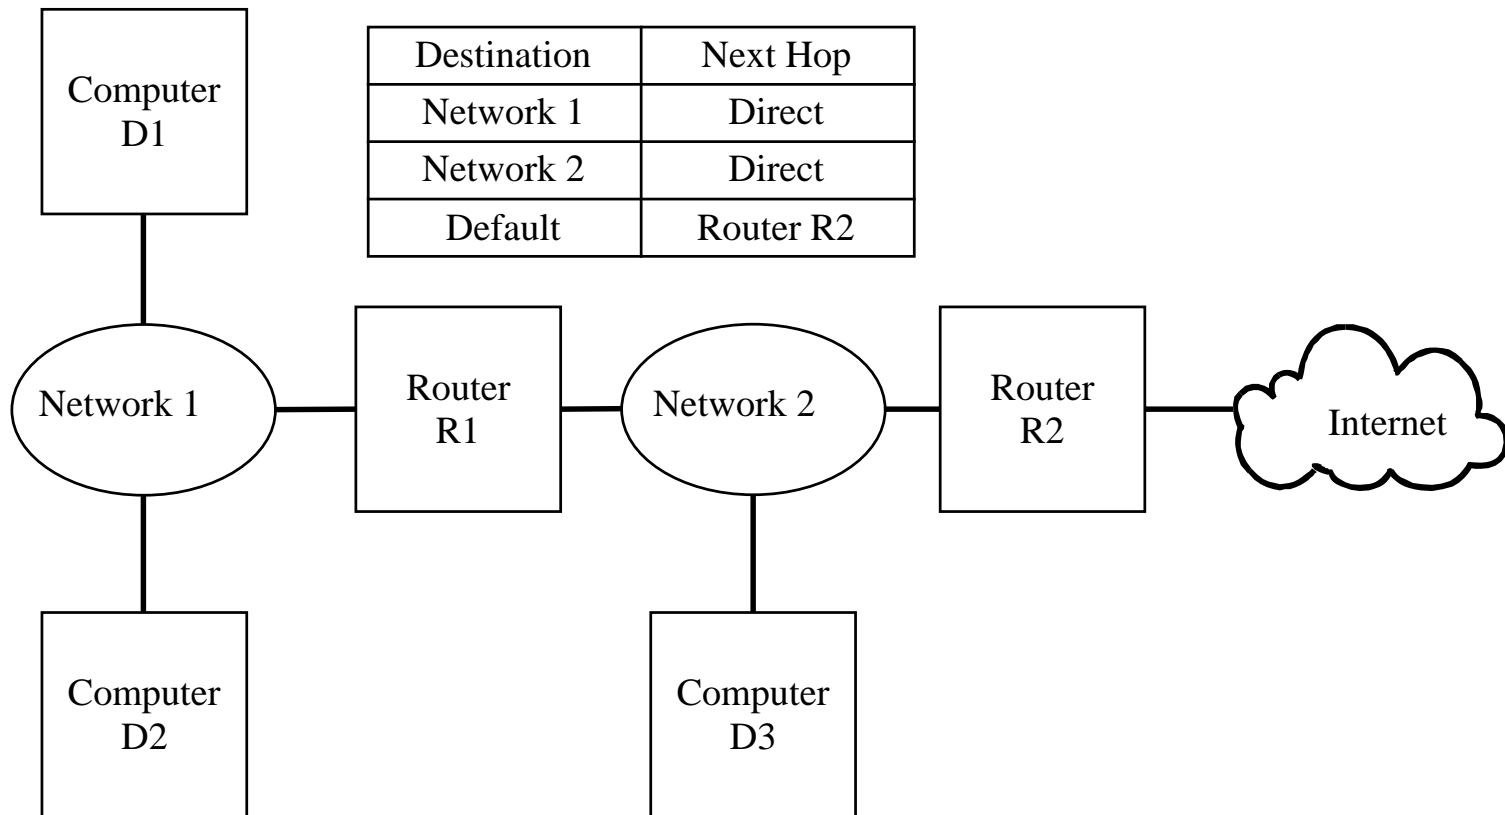 Computer
D1
Destination Next Hop
Network 1 Direct
Network 2 Direct
Default Router R2
Network 1
Router
R1
Network 2
Router
R2
Internet
Computer
D2
Computer
D3